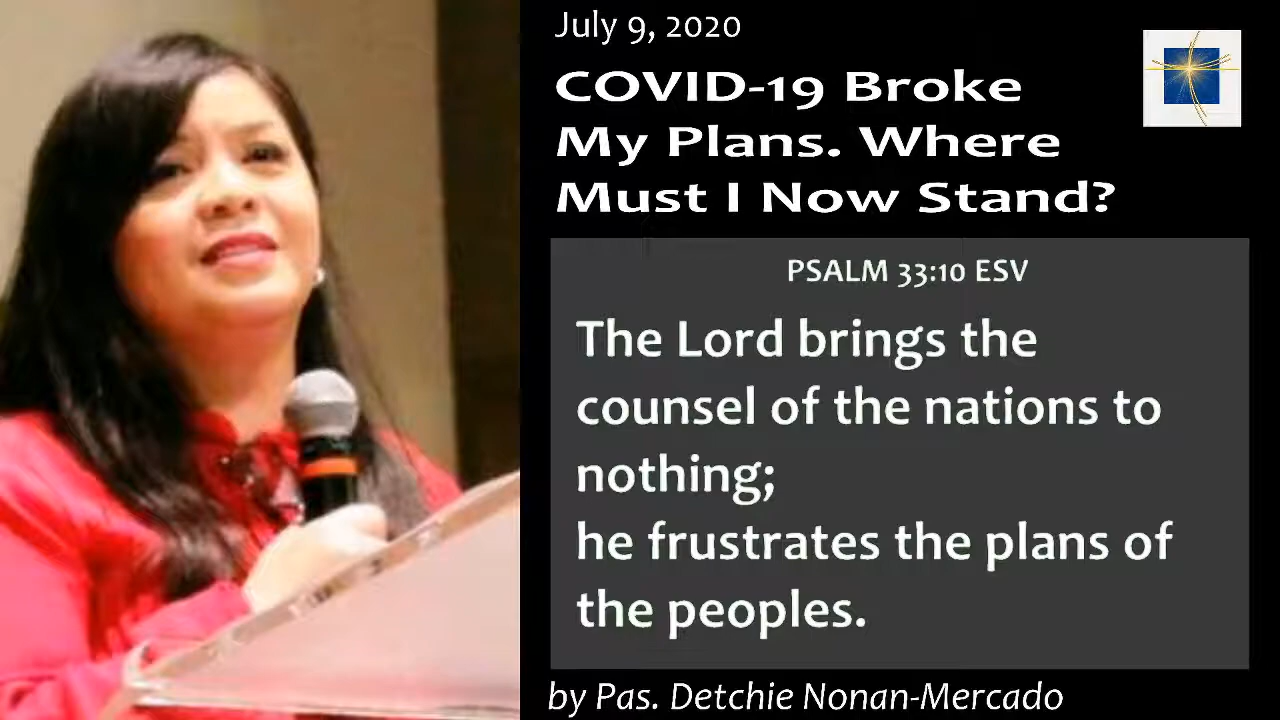 July 9, 2020
COVID-19 Broke
My Plans. Where
Must I Now Stand?
PSALM 33:10 ESV
The Lord brings the
counsel of the nations to
nothing;
he frustrates the plans of
the peoples.
by Pas. Detchie Nonan-Mercado